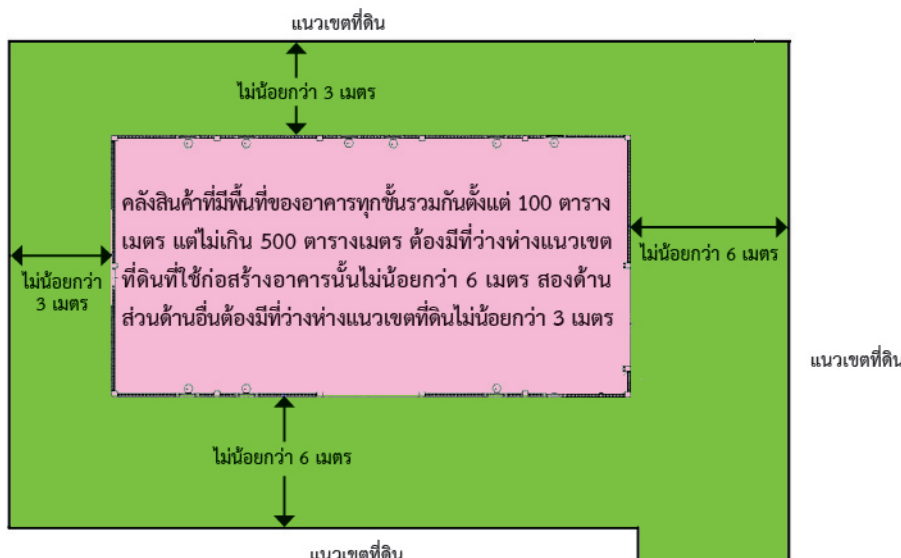 แนวเขตที่ดิน
ไม่น้อยกว่า 3 เมตร
คลังสินค้าที่มีพื้นที่ของอาคารทุกชั้นรวมกันตั้งแต่ 100 ตาราง
เมตร แต่ไม่เกิน 500 ตารางเมตร ต้องมีที่ว่างห่างแนวเขต
ที่ดินที่ใช้ก่อสร้างอาคารนั้นไม่น้อยกว่า 6 เมตร สองด้าน
ส่วนด้านอื่นต้องมีที่ว่างห่างแนวเขตที่ดินไม่น้อยกว่า 3 เมตร
ไม่น้อยกว่า
3 เมตร
ไม่น้อยกว่า 6 เมตร
แนวเขตที่ดิน
ไม่น้อยกว่า 6 เมตร
แนวเขตที่ดิน